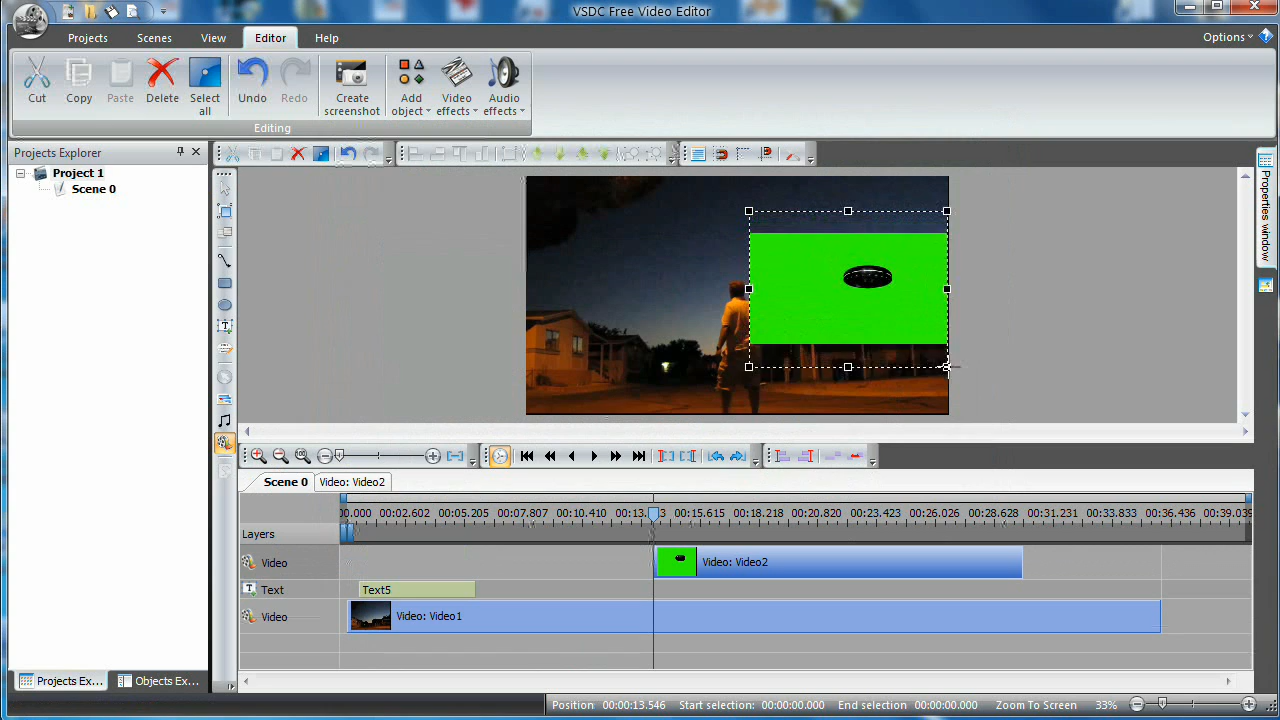 VSDC Free Video Editor
Projects Scenes View Editor Help Options
Cut Copy Paste Delete Select all Undo Redo Create screenshot Add object Video effects Audio effects
Editing
Projects Explorer
Project 1
Scene 0
Properties window
Scene 0 Video: Video2
00.000 00:02.602 00:05.205 00:07.807 00:10.410 00:13. 3 00:15.615 00:18.218 00:20.820 00:23.423 00:26.026 00:28.628 00:31.231 00:33.833 00:36.436 00:39.039
Layers
Video Video: Video2
Text Text5
Video Video: Video1
Projects Ex... Objects Ex...
Position: 00:00:13.546 Start selection: 00:00:00.000 End selection: 00:00:00.000 Zoom To Screen 33%